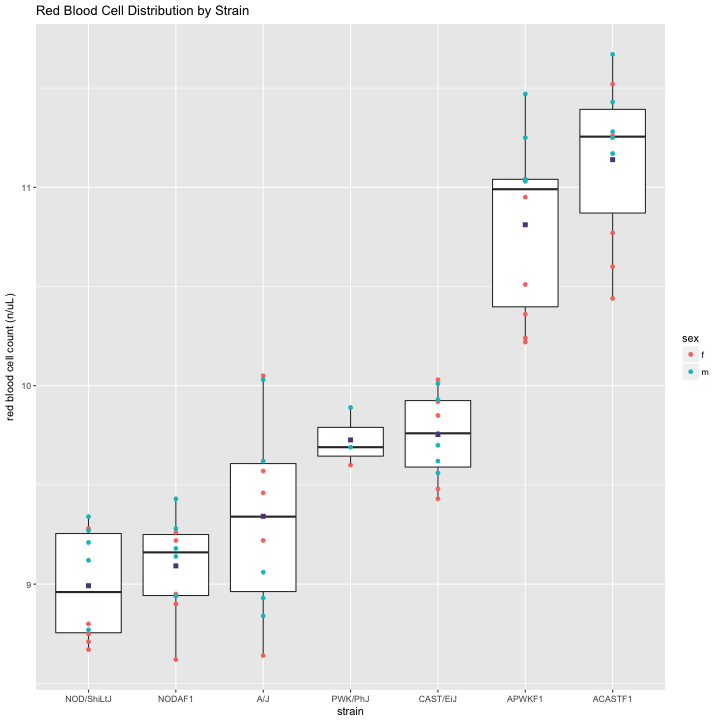 Red Blood Cell Distribution by Strain
red blood cell count (n/uL)
11
10
9
NOD/ShiLtJ NODAF1 A/J PWK/PhJ CAST/EiJ APWKF1 ACASTF1
strain
sex
f
m